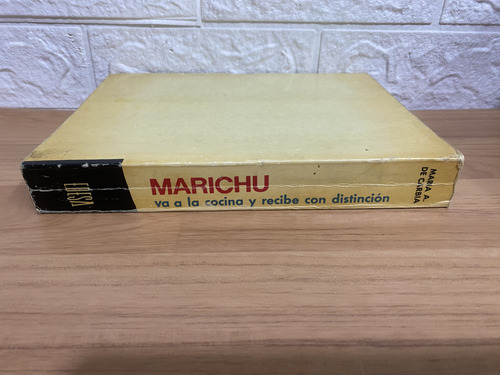 MARICHU
va a la cocina y recibe con distinción
MARIA A.
DE CARBIA